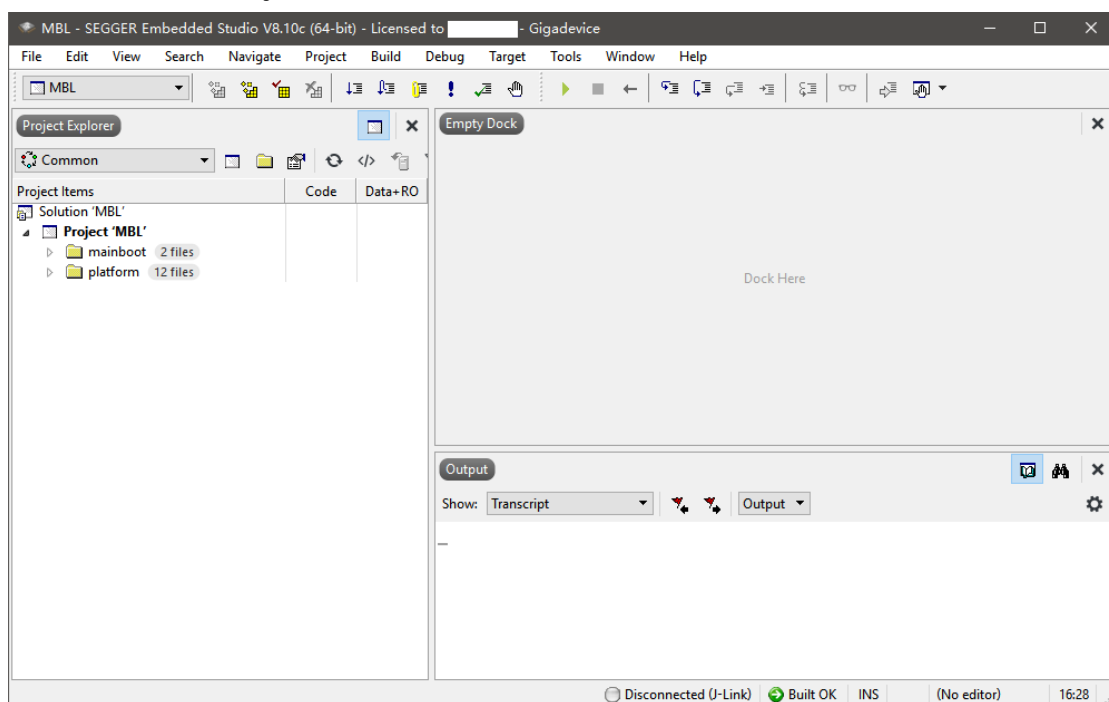 MBL - SEGGER Embedded Studio V8.10c (64-bit) - Licensed to - Gigadevice
File Edit View Search Navigate Project Build Debug Target Tools Window Help
MBL
Project Explorer
Common
Project Items Code Data+RO
Solution 'MBL'
Project 'MBL'
mainboot 2 files
platform 12 files
Empty Dock
Dock Here
Output
Show: Transcript Output
Disconnected (J-Link) Built OK INS (No editor) 16:28